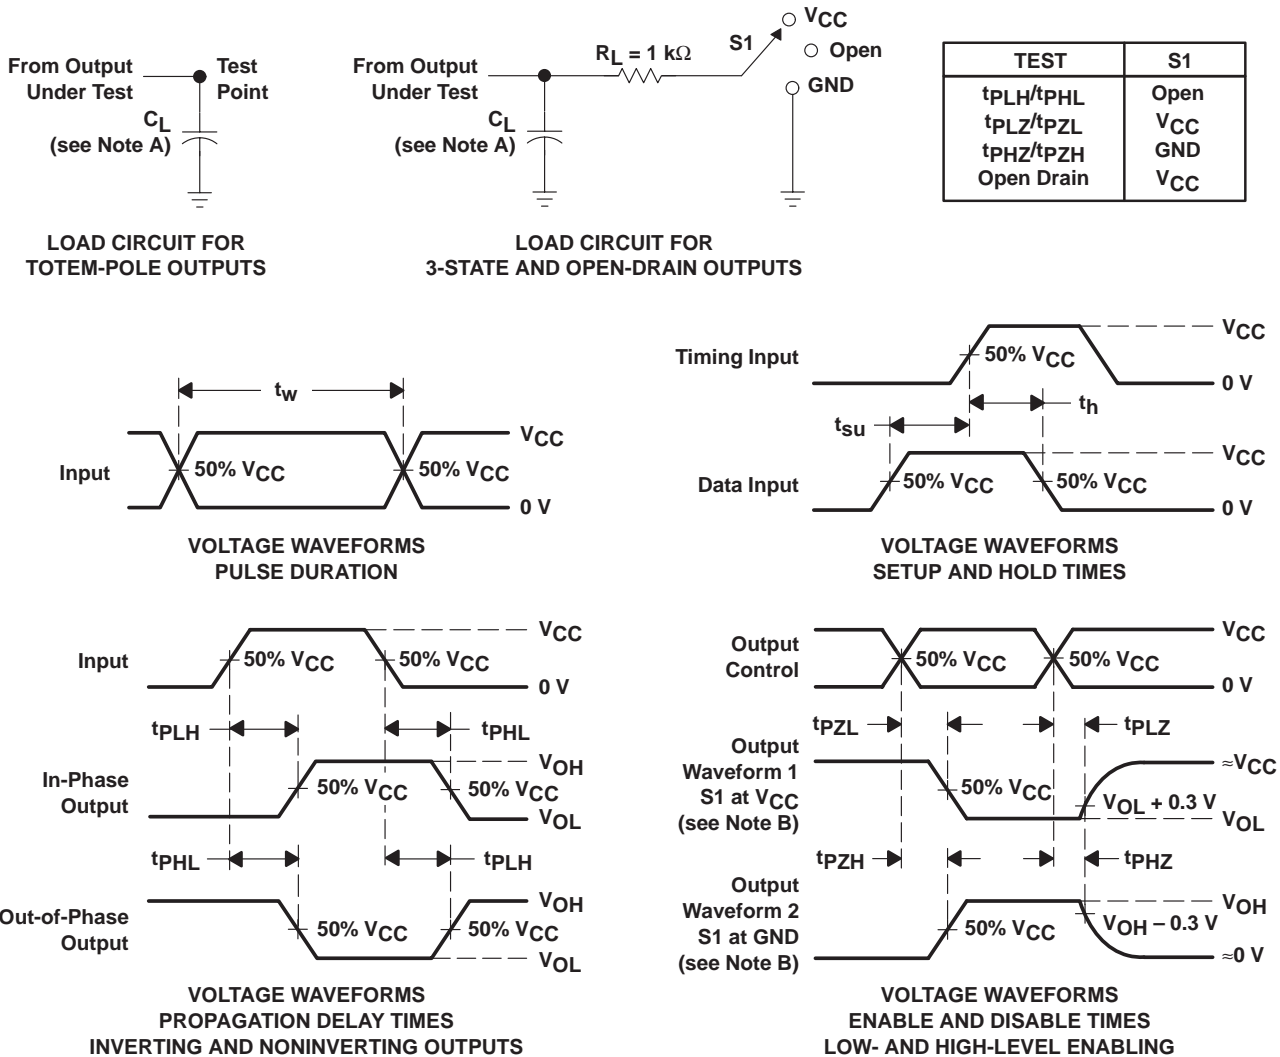 From Output
Under Test
Test
Point
CL
(see Note A)
LOAD CIRCUIT FOR
TOTEM-POLE OUTPUTS
From Output
Under Test
CL
(see Note A)
RL = 1 kΩ
S1
VCC
Open
GND
LOAD CIRCUIT FOR
3-STATE AND OPEN-DRAIN OUTPUTS
TEST S1
tPLH/tPHL Open
tPLZ/tPZL VCC
tPHZ/tPZH GND
Open Drain VCC
tw
Input
50% VCC
50% VCC
VCC
0 V
VOLTAGE WAVEFORMS
PULSE DURATION
Timing Input
50% VCC
VCC
0 V
th
tsu
Data Input
50% VCC
50% VCC
VCC
0 V
VOLTAGE WAVEFORMS
SETUP AND HOLD TIMES
Input
50% VCC
50% VCC
VCC
0 V
tPLH
tPHL
In-Phase
Output
50% VCC
50% VCC
VOH
VOL
tPHL
tPLH
Out-of-Phase
Output
50% VCC
50% VCC
VOH
VOL
VOLTAGE WAVEFORMS
PROPAGATION DELAY TIMES
INVERTING AND NONINVERTING OUTPUTS
Output
Control
50% VCC
50% VCC
VCC
0 V
tPZL
tPLZ
Output
Waveform 1
S1 at VCC
(see Note B)
50% VCC
VOL + 0.3 V
≈VCC
VOL
tPZH
tPHZ
Output
Waveform 2
S1 at GND
(see Note B)
50% VCC
VOH − 0.3 V
VOH
≈0 V
VOLTAGE WAVEFORMS
ENABLE AND DISABLE TIMES
LOW- AND HIGH-LEVEL ENABLING